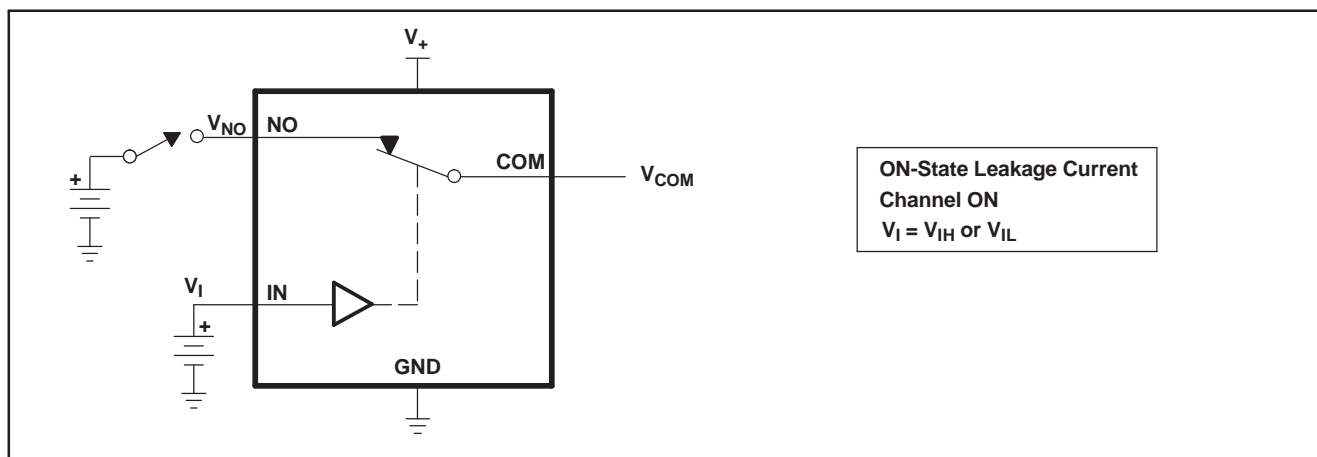 V+
VNO NO
COM
VCOM
+
ON-State Leakage Current
Channel ON
VI = VIH or VIL
VI IN
+
GND